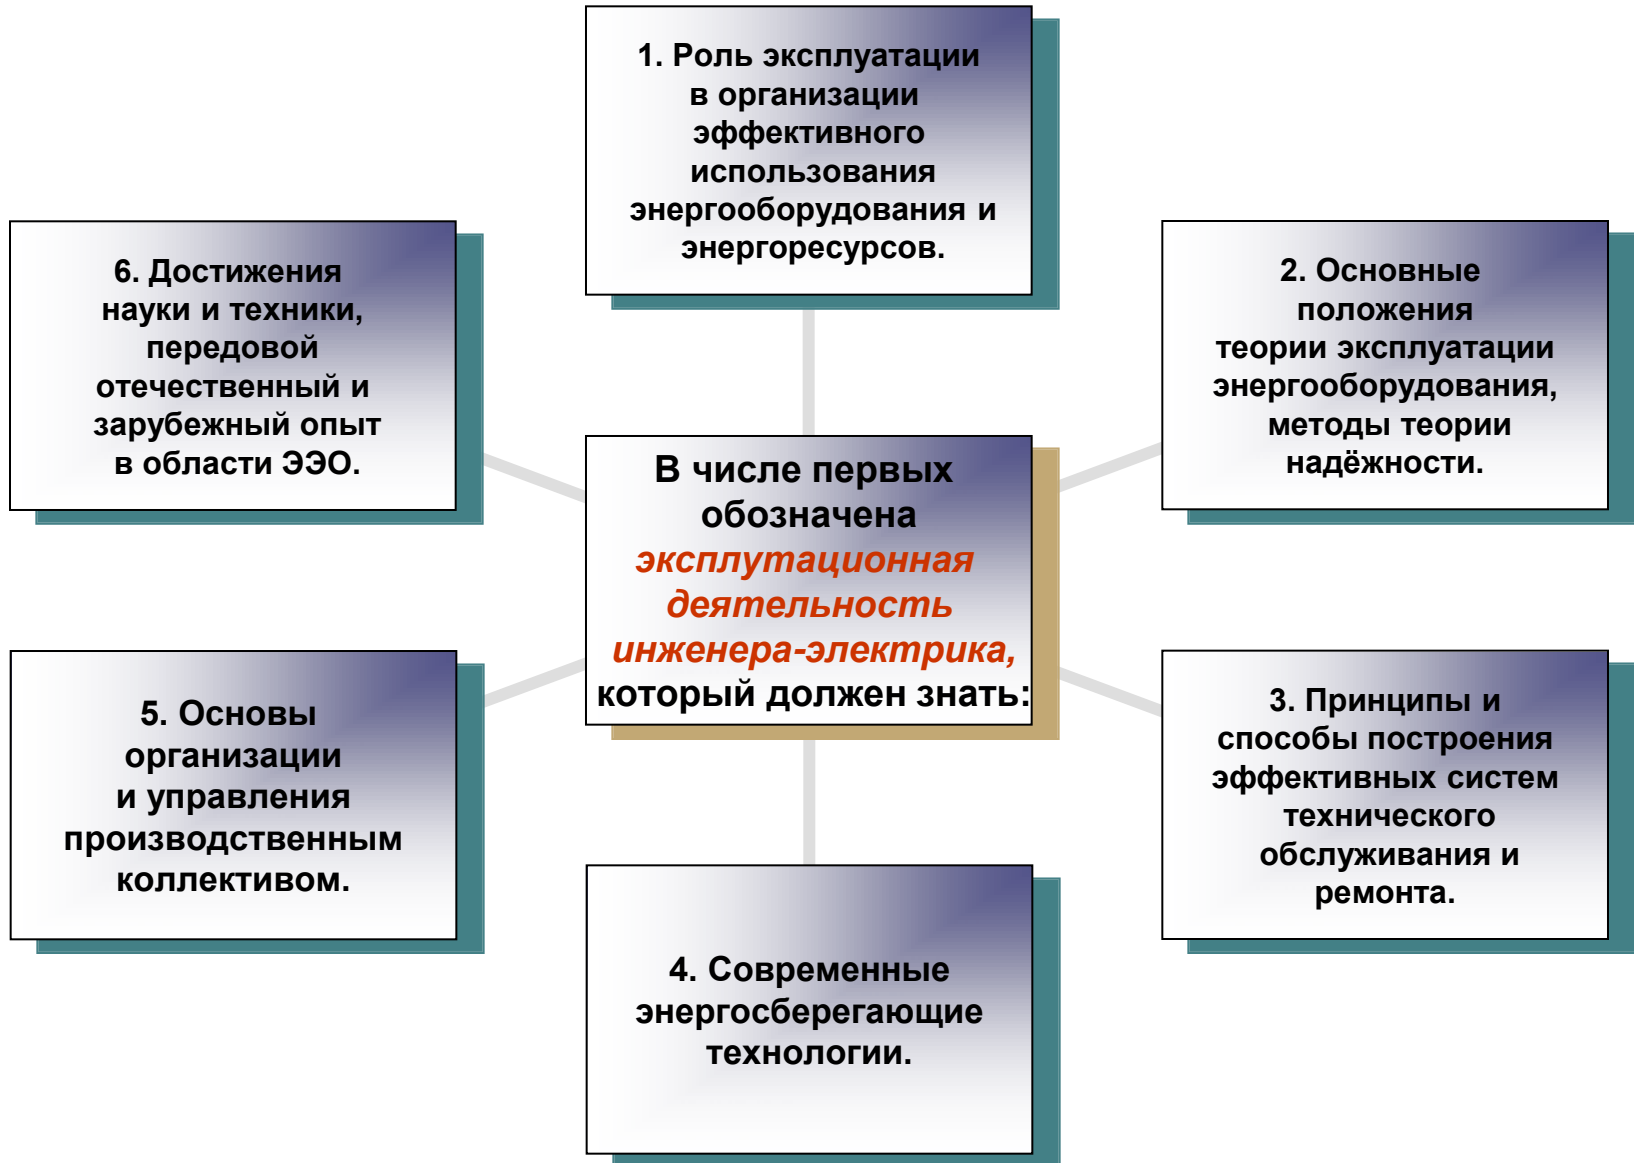 1. Роль эксплуатации
в организации
эффективного
использования
энергооборудования и
энергоресурсов.
6. Достижения
науки и техники,
передовой
отечественный и
зарубежный опыт
в области ЭЭО.
2. Основные
положения
теории эксплуатации
энергооборудования,
методы теории
надёжности.
В числе первых
обозначена
эксплутационная
деятельность
инженера-электрика,
который должен знать:
5. Основы
организации
и управления
производственным
коллективом.
3. Принципы и
способы построения
эффективных систем
технического
обслуживания и
ремонта.
4. Современные
энергосберегающие
технологии.